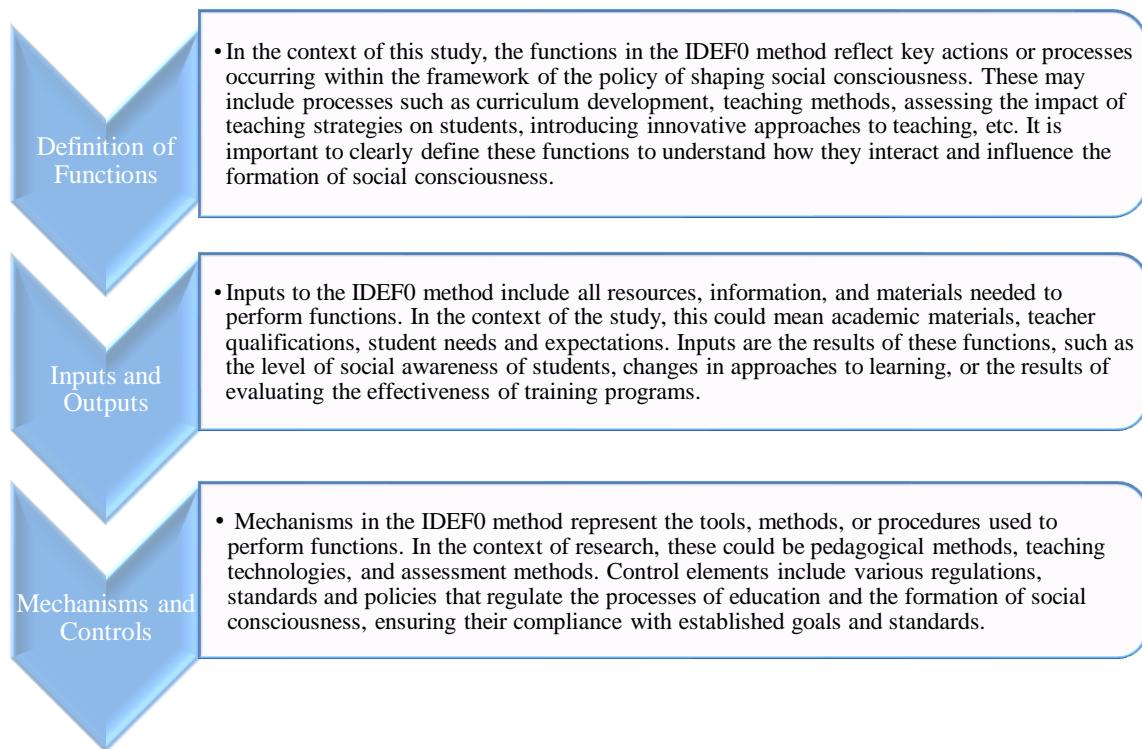 Definition of
Functions
• In the context of this study, the functions in the IDEF0 method reflect key actions or processes
occurring within the framework of the policy of shaping social consciousness. These may
include processes such as curriculum development, teaching methods, assessing the impact of
teaching strategies on students, introducing innovative approaches to teaching, etc. It is
important to clearly define these functions to understand how they interact and influence the
formation of social consciousness.
Inputs and
Outputs
• Inputs to the IDEF0 method include all resources, information, and materials needed to
perform functions. In the context of the study, this could mean academic materials, teacher
qualifications, student needs and expectations. Inputs are the results of these functions, such as
the level of social awareness of students, changes in approaches to learning, or the results of
evaluating the effectiveness of training programs.
Mechanisms and
Controls
• Mechanisms in the IDEF0 method represent the tools, methods, or procedures used to
perform functions. In the context of research, these could be pedagogical methods, teaching
technologies, and assessment methods. Control elements include various regulations,
standards and policies that regulate the processes of education and the formation of social
consciousness, ensuring their compliance with established goals and standards.